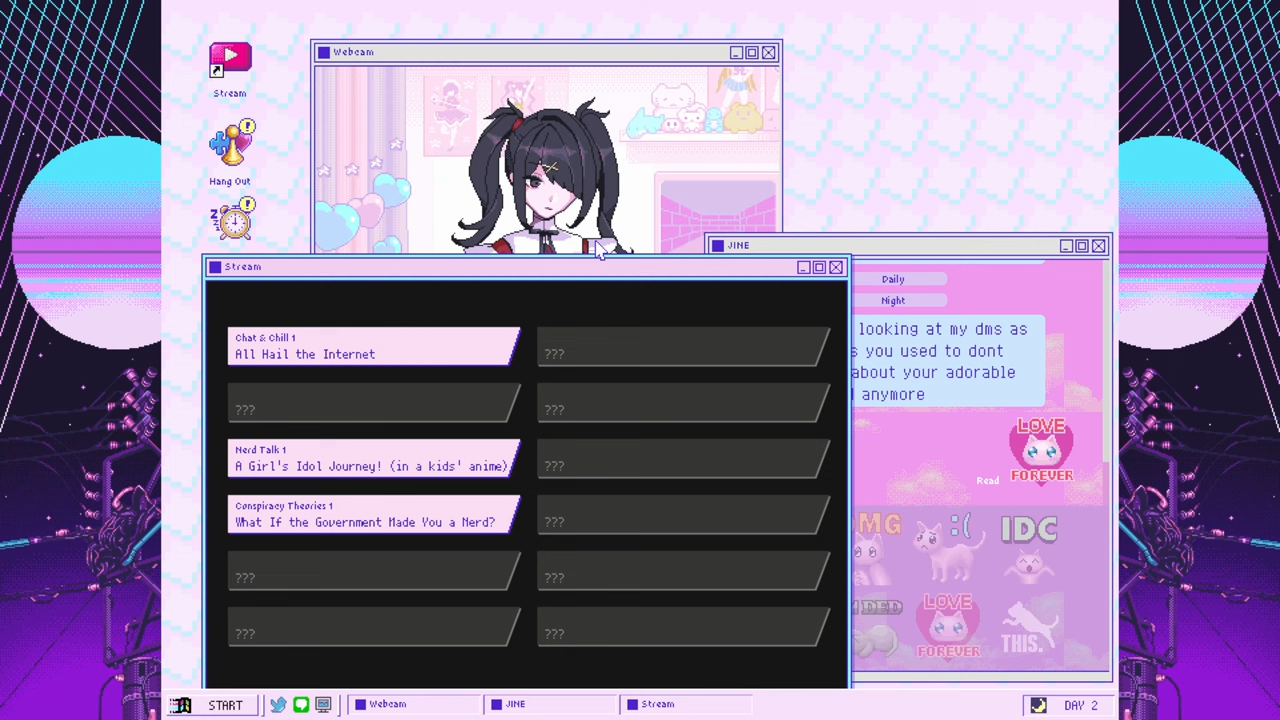 Stream
Hang Out
Webcam
JINE
Daily
Night
looking at my dms as
s you used to dont
about your adorable
anymore
LOVE
FOREVER
Read
MG
:(
IDC
LOVE
FOREVER
THIS.
Stream
Chat & Chill 1
All Hail the Internet
???
???
???
Nerd Talk 1
A Girl's Idol Journey! (in a kids' anime)
???
Conspiracy Theories 1
What If the Government Made You a Nerd?
???
???
???
???
???
START
Webcam
JINE
Stream
DAY 2